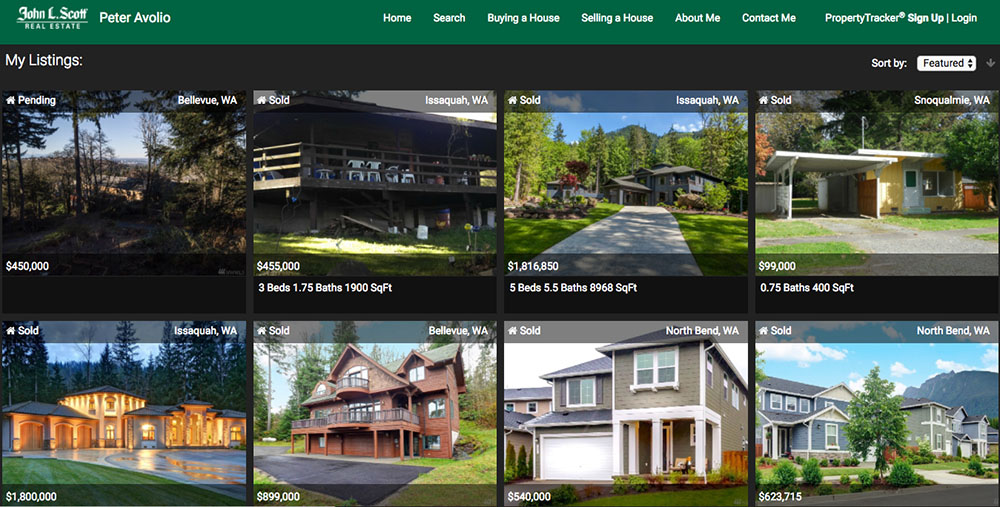 John L. Scott
REAL ESTATE
Peter Avolio
Home Search Buying a House Selling a House About Me Contact Me PropertyTracker® Sign Up | Login
My Listings:
Sort by: Featured
Pending Bellevue, WA
$450,000
Sold Issaquah, WA
$455,000
3 Beds 1.75 Baths 1900 SqFt
Sold Issaquah, WA
$1,816,850
5 Beds 5.5 Baths 8968 SqFt
Sold Snoqualmie, WA
$99,000
0.75 Baths 400 SqFt
Sold Issaquah, WA
$1,800,000
Sold Bellevue, WA
$899,000
Sold North Bend, WA
$540,000
Sold North Bend, WA
$623,715